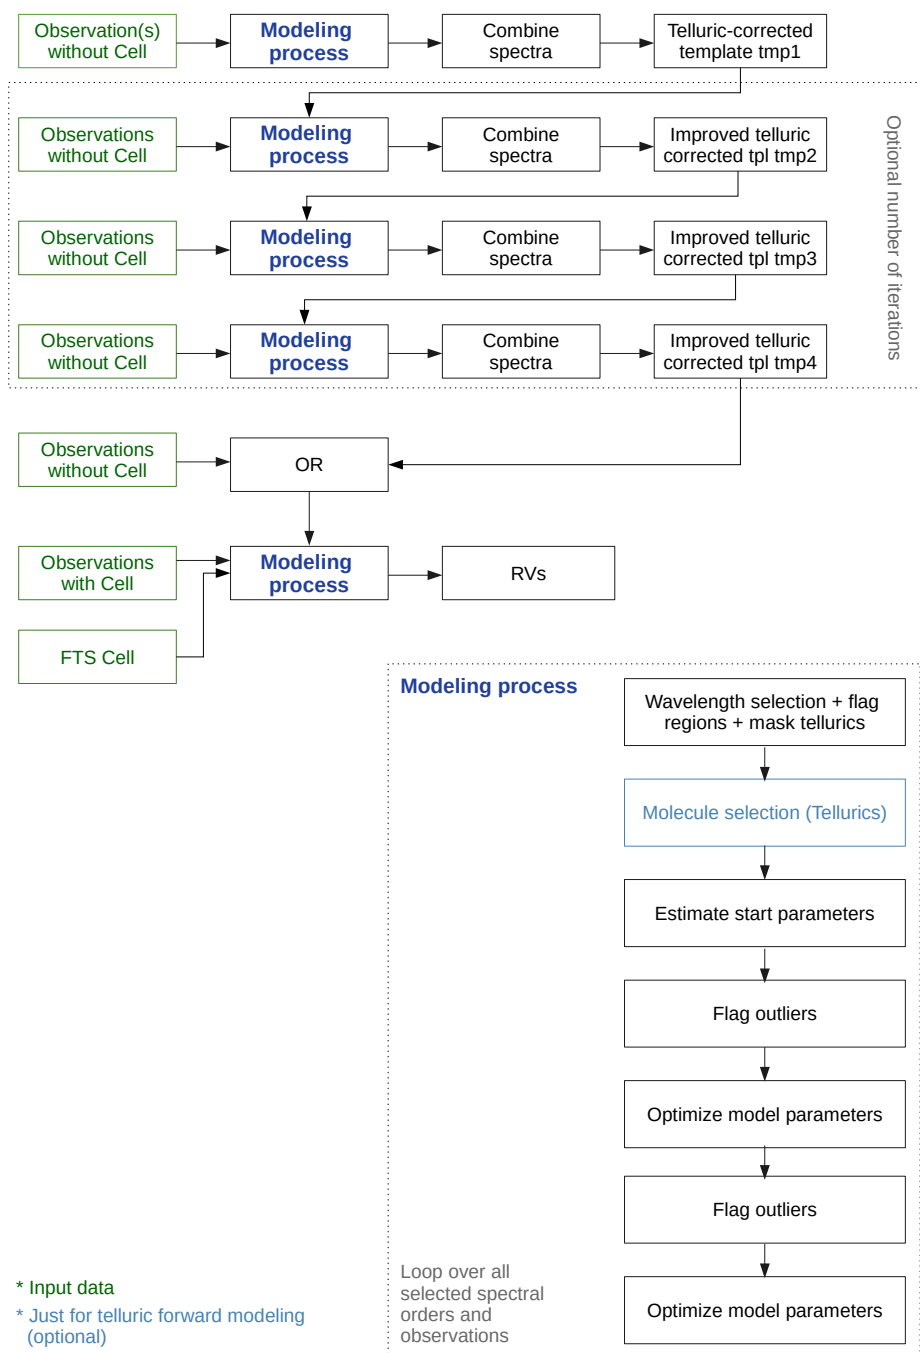 Observation(s)
without Cell
Modeling
process
Combine
spectra
Telluric-corrected
template tmp1
Observations
without Cell
Modeling
process
Combine
spectra
Improved telluric
corrected tpl tmp2
Optional number of iterations
Observations
without Cell
Modeling
process
Combine
spectra
Improved telluric
corrected tpl tmp3
Observations
without Cell
Modeling
process
Combine
spectra
Improved telluric
corrected tpl tmp4
Observations
without Cell
OR
Observations
with Cell
Modeling
process
RVs
FTS Cell
Modeling process
Wavelength selection + flag
regions + mask tellurics
Molecule selection (Tellurics)
Estimate start parameters
Flag outliers
Optimize model parameters
Flag outliers
Optimize model parameters
Loop over all
selected spectral
orders and
observations
* Input data
* Just for telluric forward modeling
(optional)